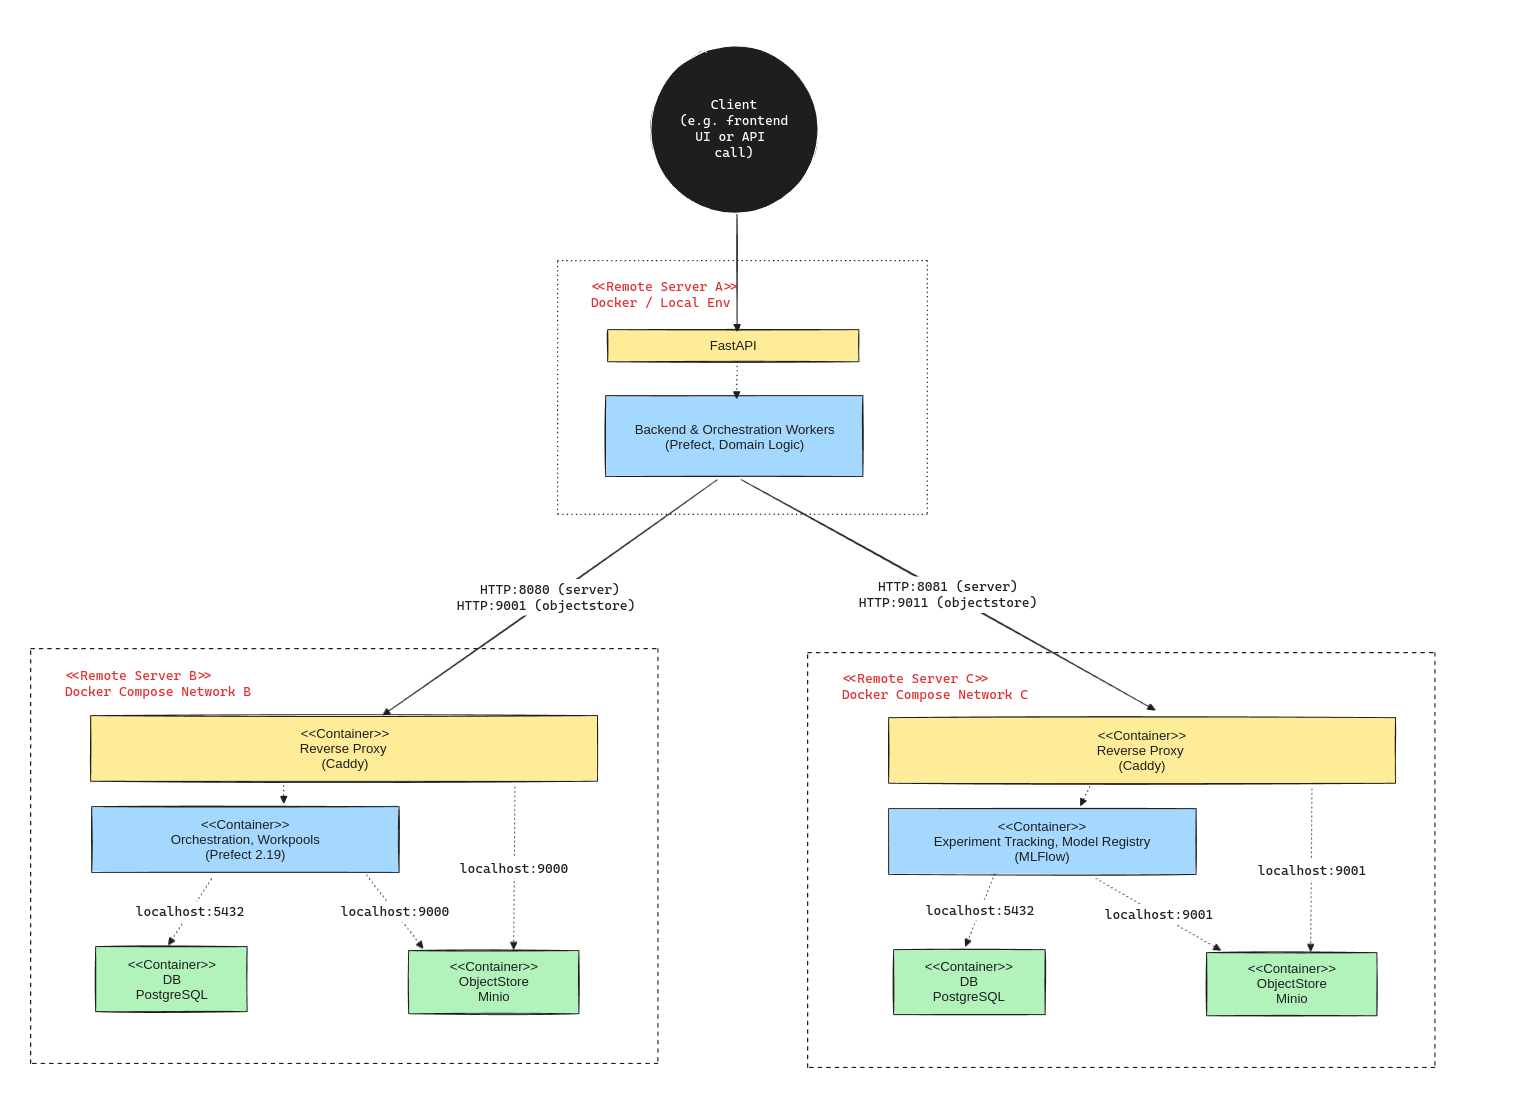 Client
(e.g. frontend
UI or API
call)
<<Remote Server A>>
Docker / Local Env
FastAPI
Backend & Orchestration Workers
(Prefect, Domain Logic)
HTTP:8080 (server)
HTTP:9001 (objectstore)
HTTP:8081 (server)
HTTP:9011 (objectstore)
<<Remote Server B>>
Docker Compose Network B
<<Container>>
Reverse Proxy
(Caddy)
<<Container>>
Orchestration, Workpools
(Prefect 2.19)
localhost:9000
localhost:5432
localhost:9000
<<Container>>
DB
PostgreSQL
<<Container>>
ObjectStore
Minio
<<Remote Server C>>
Docker Compose Network C
<<Container>>
Reverse Proxy
(Caddy)
<<Container>>
Experiment Tracking, Model Registry
(MLFlow)
localhost:9001
localhost:5432
localhost:9001
<<Container>>
DB
PostgreSQL
<<Container>>
ObjectStore
Minio